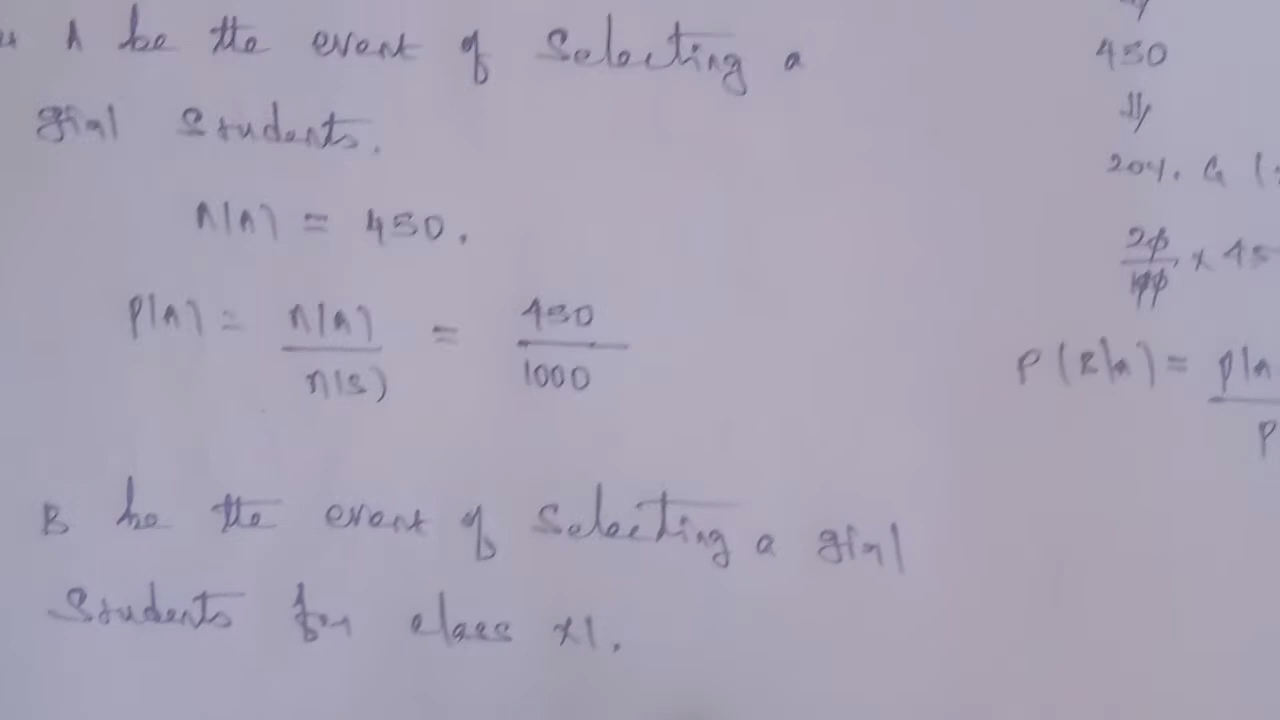 A be the event of selecting a
girl students.
n(A) = 450.
P(A) = n(A) / n(S) = 450 / 1000
B be the event of selecting a girl
students for class XI.
450
20%. G (
20/100 × 45
P(B|A) = P(A
P